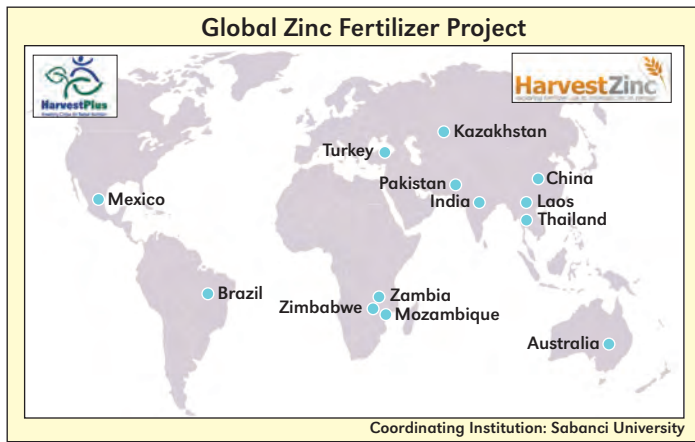 Global Zinc Fertilizer Project
HarvestPlus
HarvestZinc
Kazakhstan
Turkey
China
Pakistan
India
Laos
Thailand
Mexico
Brazil
Zambia
Zimbabwe
Mozambique
Australia
Coordinating Institution: Sabanci University